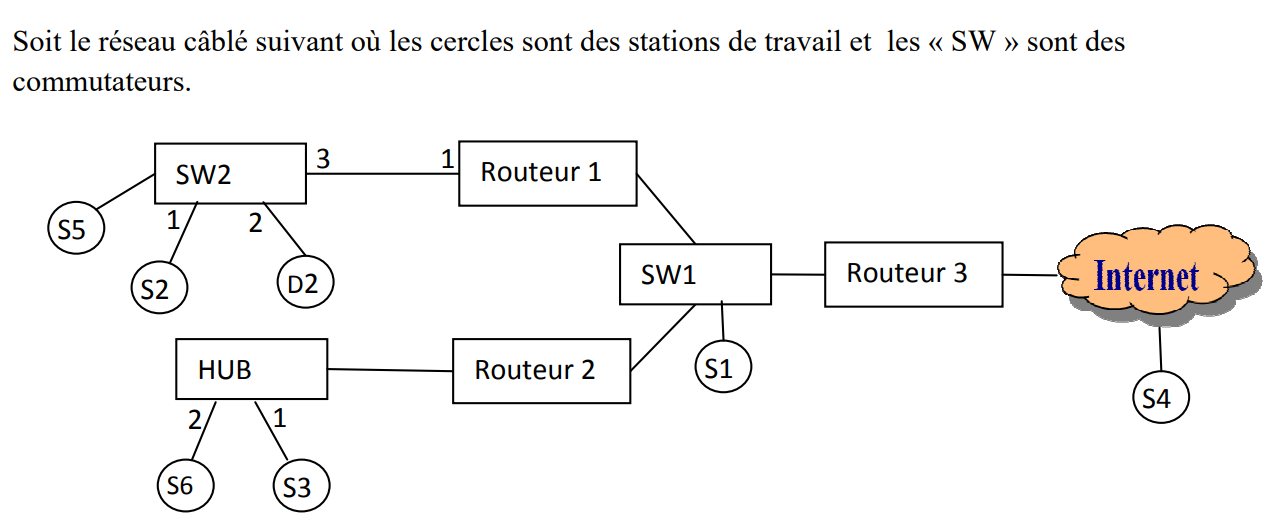 Soit le réseau câblé suivant où les cercles sont des stations de travail et les « SW » sont des
commutateurs.
SW2
3
1
Routeur 1
S5
1
2
S2
D2
SW1
Routeur 3
Internet
HUB
Routeur 2
S1
S4
2
1
S6
S3